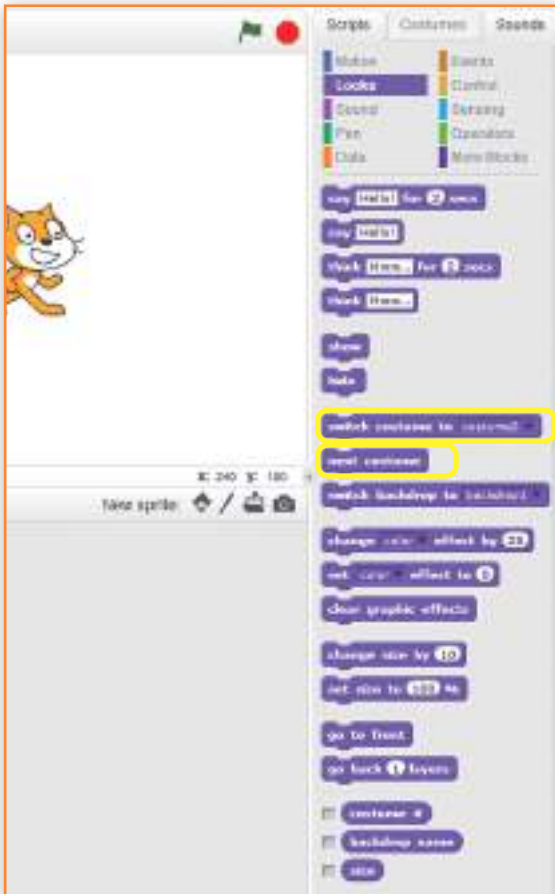 Scripts Costumes Sounds
Motion Events
Looks Control
Sound Sensing
Pen Operators
Data More Blocks
say Hello! for 2 secs
say Hello!
think Hmm... for 2 secs
think Hmm...
show
hide
switch costume to costume2
next costume
X: 240 Y: 180
switch backdrop to backdrop1
New sprite:
change color effect by 25
set color effect to 0
clear graphic effects
change size by 10
set size to 100 %
go to front
go back 1 layers
costume #
backdrop name
size